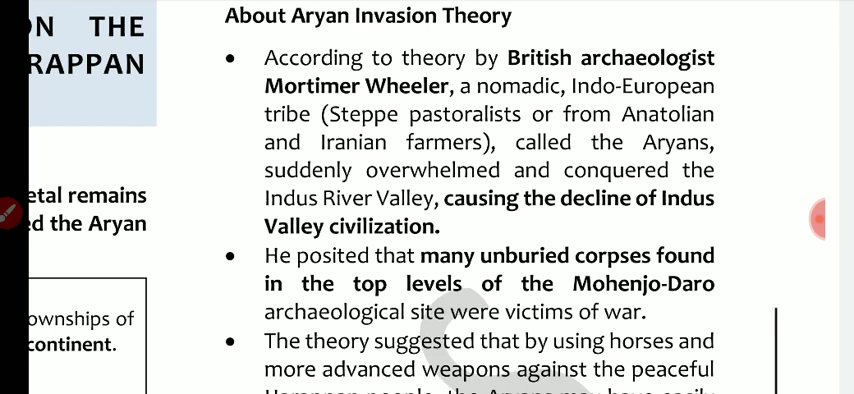 N THE
RAPPAN
etal remains
d the Aryan
ownships of
continent.
About Aryan Invasion Theory
• According to theory by British archaeologist
Mortimer Wheeler, a nomadic, Indo-European
tribe (Steppe pastoralists or from Anatolian
and Iranian farmers), called the Aryans,
suddenly overwhelmed and conquered the
Indus River Valley, causing the decline of Indus
Valley civilization.
• He posited that many unburied corpses found
in the top levels of the Mohenjo-Daro
archaeological site were victims of war.
• The theory suggested that by using horses and
more advanced weapons against the peaceful